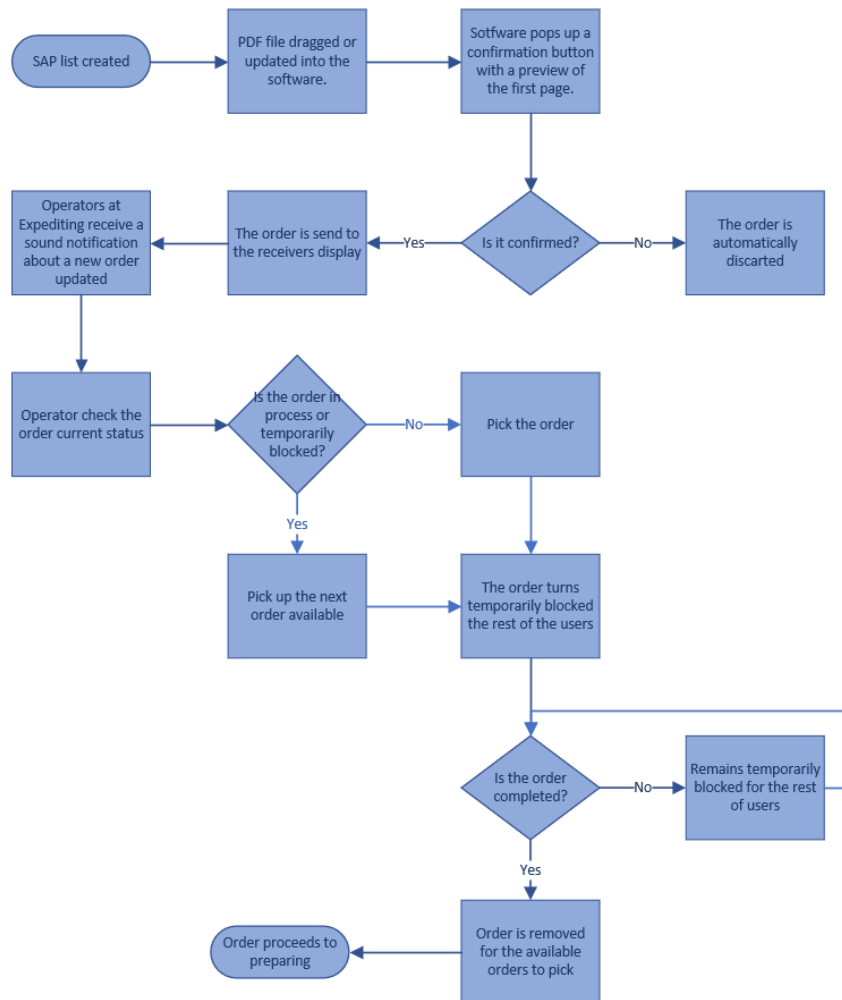 SAP list created
PDF file dragged or
updated into the
software.
Sotfware pops up a
confirmation button
with a preview of
the first page.
Operators at
Expediting receive a
sound notification
about a new order
updated
The order is send to
the receivers display
Yes
Is it confirmed?
No
The order is
automatically
discarted
Operator check the
order current status
Is the order in
process or
temporarily
blocked?
No
Pick the order
Yes
Pick up the next
order available
The order turns
temporarily blocked
the rest of the users
Is the order
completed?
No
Remains temporarily
blocked for the rest
of users
Yes
Order proceeds to
preparing
Order is removed
for the available
orders to pick